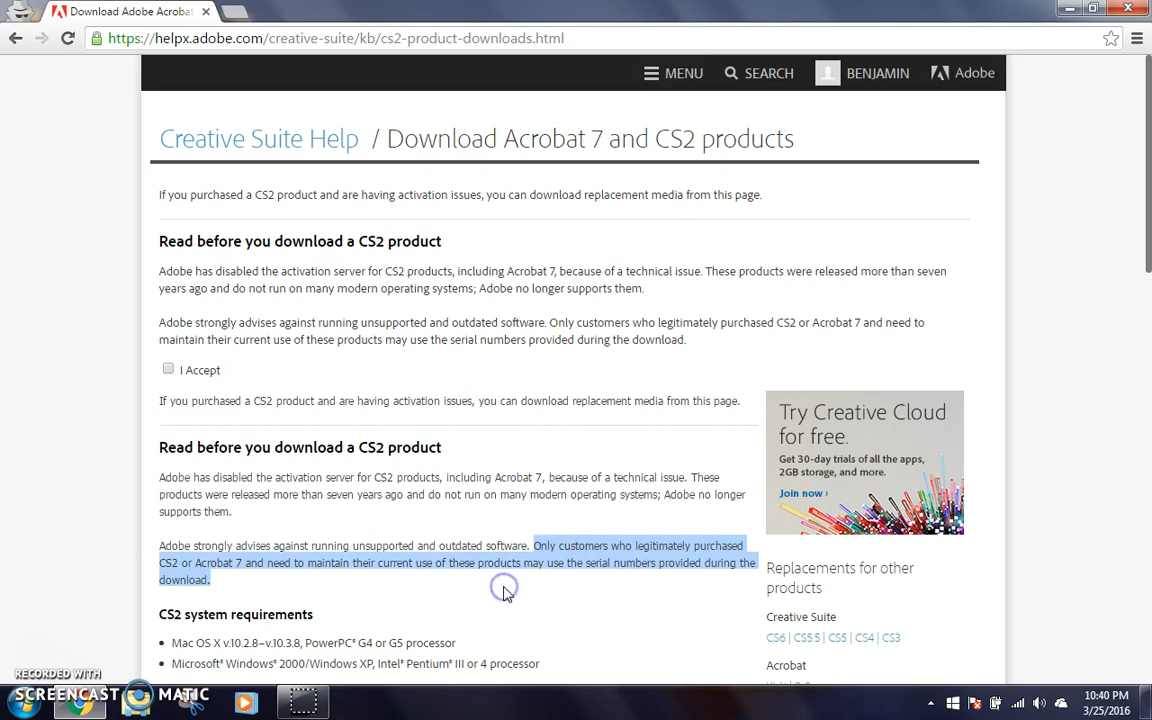 Download Adobe Acrobat
https://helpx.adobe.com/creative-suite/kb/cs2-product-downloads.html
MENU SEARCH BENJAMIN Adobe
Creative Suite Help / Download Acrobat 7 and CS2 products
If you purchased a CS2 product and are having activation issues, you can download replacement media from this page.
Read before you download a CS2 product
Adobe has disabled the activation server for CS2 products, including Acrobat 7, because of a technical issue. These products were released more than seven
years ago and do not run on many modern operating systems; Adobe no longer supports them.
Adobe strongly advises against running unsupported and outdated software. Only customers who legitimately purchased CS2 or Acrobat 7 and need to
maintain their current use of these products may use the serial numbers provided during the download.
I Accept
If you purchased a CS2 product and are having activation issues, you can download replacement media from this page.
Read before you download a CS2 product
Adobe has disabled the activation server for CS2 products, including Acrobat 7, because of a technical issue. These
products were released more than seven years ago and do not run on many modern operating systems; Adobe no longer
supports them.
Adobe strongly advises against running unsupported and outdated software. Only customers who legitimately purchased
CS2 or Acrobat 7 and need to maintain their current use of these products may use the serial numbers provided during the
download.
CS2 system requirements
• Mac OS X v.10.2.8–v.10.3.8, PowerPC® G4 or G5 processor
• Microsoft® Windows® 2000/Windows XP, Intel® Pentium® III or 4 processor
Try Creative Cloud
for free.
Get 30-day trials of all the apps,
2GB storage, and more.
Join now ›
Replacements for other
products
Creative Suite
CS6 | CS5.5 | CS5 | CS4 | CS3
Acrobat
RECORDED WITH
SCREENCAST MATIC
10:40 PM
3/25/2016